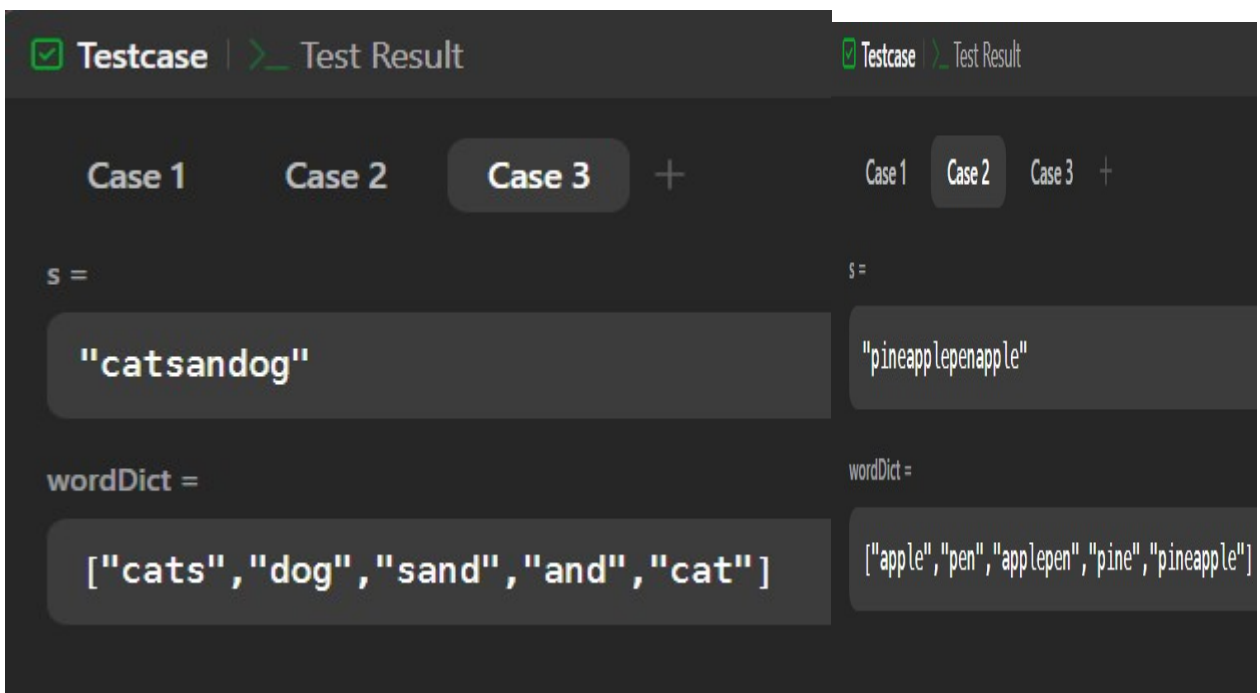 Testcase | >_ Test Result
Case 1 Case 2 Case 3 +
s =
"catsandog"
wordDict =
["cats","dog","sand","and","cat"]
Testcase | >_ Test Result
Case 1 Case 2 Case 3 +
s =
"pineapplepenapple"
wordDict =
["apple","pen","applepen","pine","pineapple"]